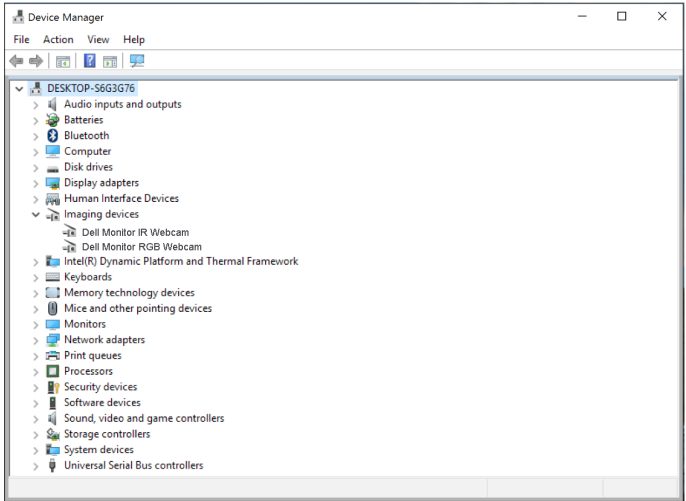 Device Manager
File Action View Help
DESKTOP-S6G3G76
Audio inputs and outputs
Batteries
Bluetooth
Computer
Disk drives
Display adapters
Human Interface Devices
Imaging devices
Dell Monitor IR Webcam
Dell Monitor RGB Webcam
Intel(R) Dynamic Platform and Thermal Framework
Keyboards
Memory technology devices
Mice and other pointing devices
Monitors
Network adapters
Print queues
Processors
Security devices
Software devices
Sound, video and game controllers
Storage controllers
System devices
Universal Serial Bus controllers